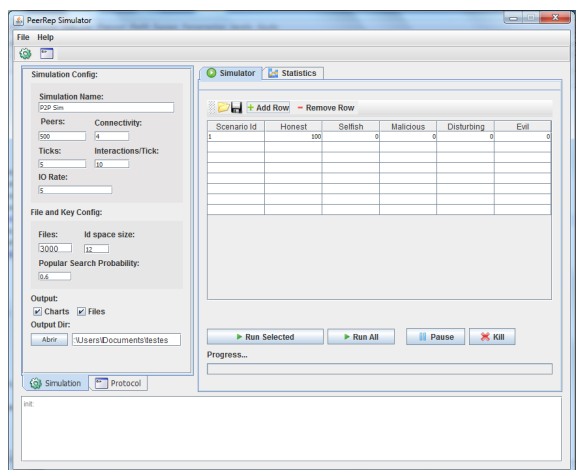 PeerRep Simulator
File Help
Simulation Config:
Simulation Name:
P2P Sim
Peers: Connectivity:
500 4
Ticks: Interactions/Tick:
5 10
IO Rate:
5
File and Key Config:
Files: Id space size:
3000 12
Popular Search Probability:
0.6
Output:
Charts Files
Output Dir:
Abrir :\Users\Documents\testes
Simulation Protocol
Simulator Statistics
Add Row Remove Row
Scenario Id Honest Selfish Malicious Disturbing Evil
1 100 0 0 0 0
Run Selected Run All Pause Kill
Progress...
init: